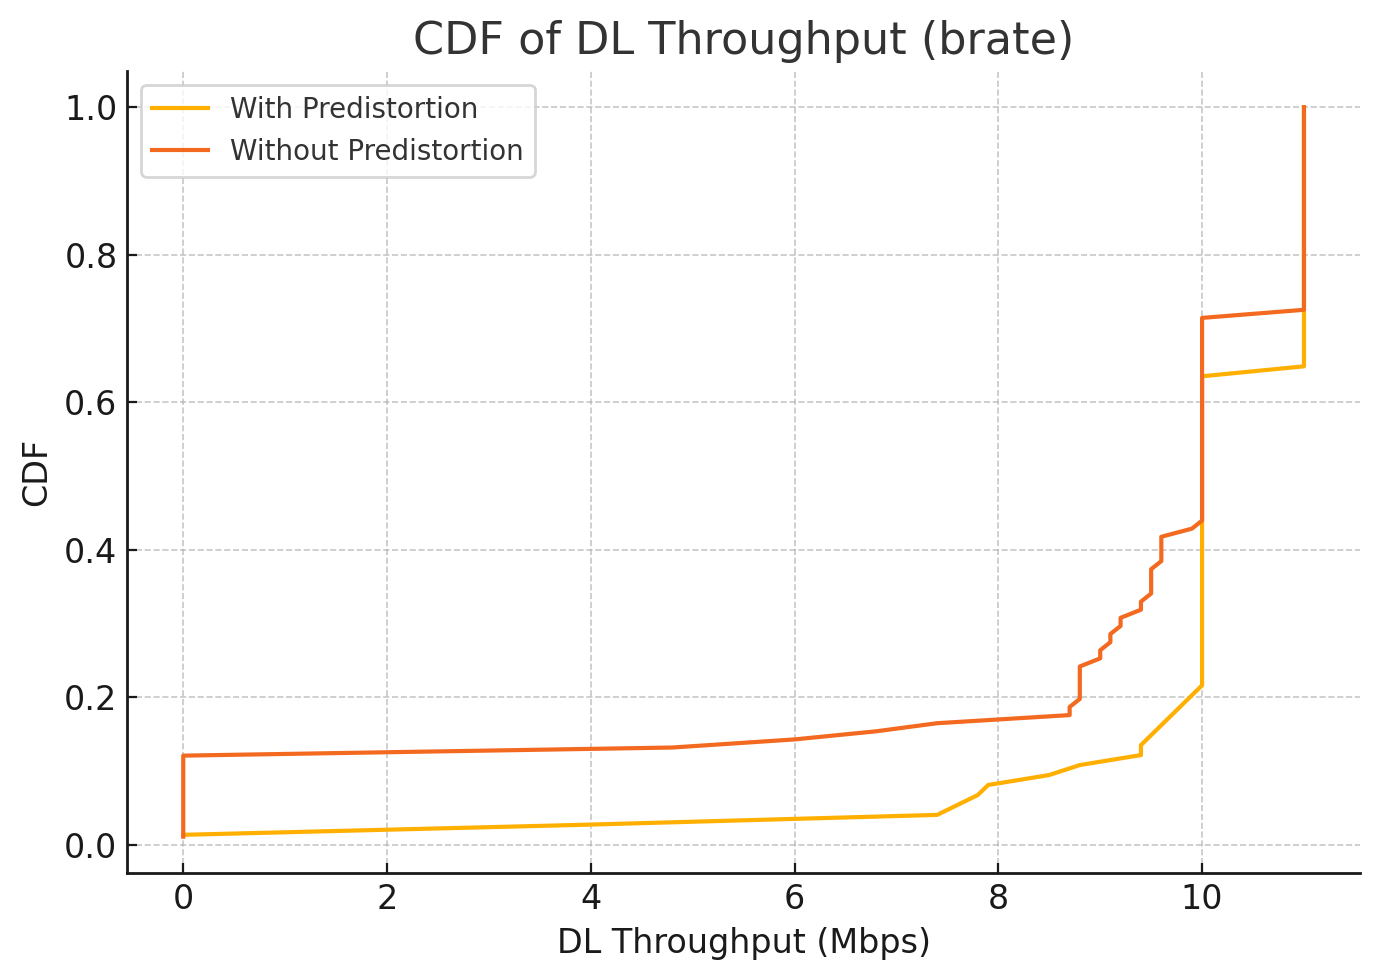 CDF of DL Throughput (brate)
With Predistortion
Without Predistortion
1.0
0.8
0.6
0.4
0.2
0.0
CDF
0 2 4 6 8 10
DL Throughput (Mbps)